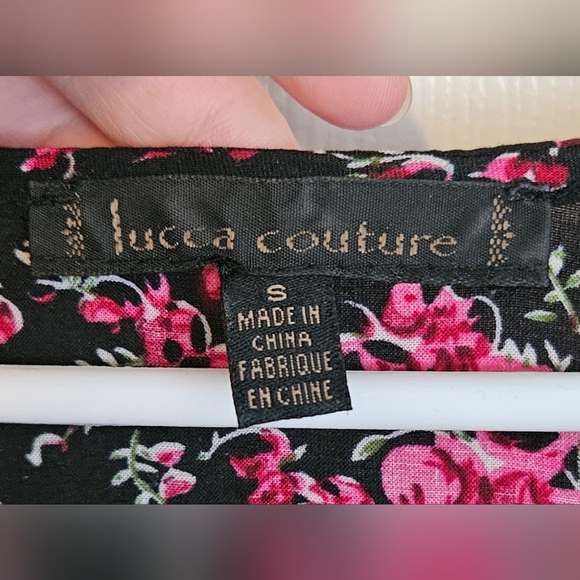 lucca couture
S
MADE IN
CHINA
FABRIQUE
EN CHINE